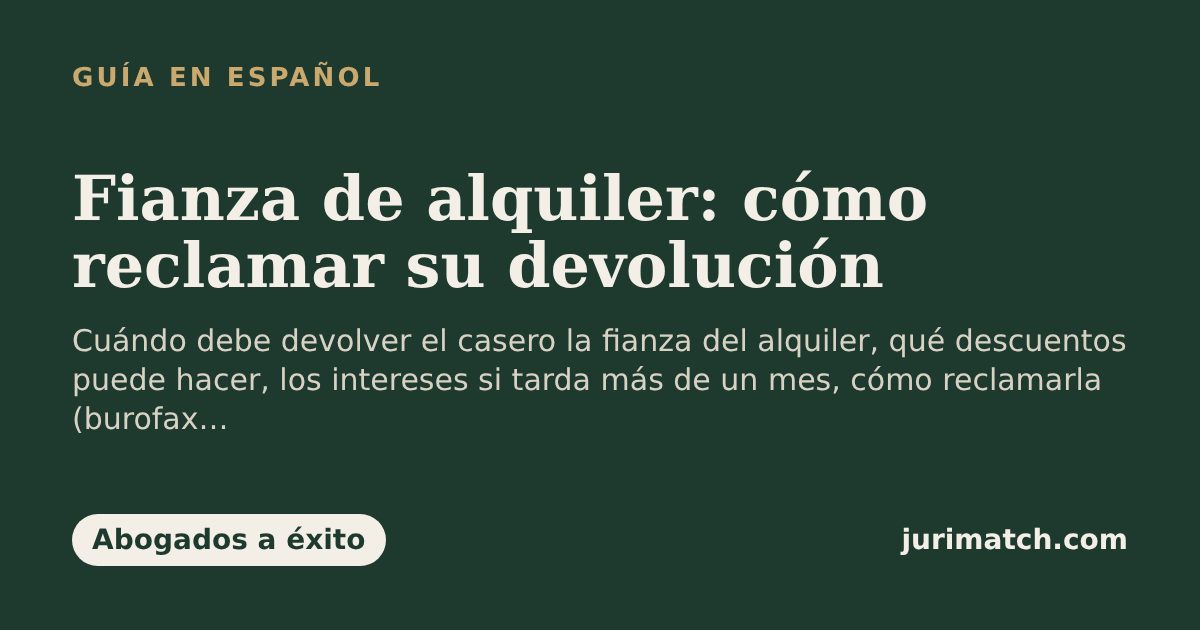 GUÍA EN ESPAÑOL
Fianza de alquiler: cómo
reclamar su devolución
Cuándo debe devolver el casero la fianza del alquiler, qué descuentos
puede hacer, los intereses si tarda más de un mes, cómo reclamarla
(burofax…
Abogados a éxito
jurimatch.com